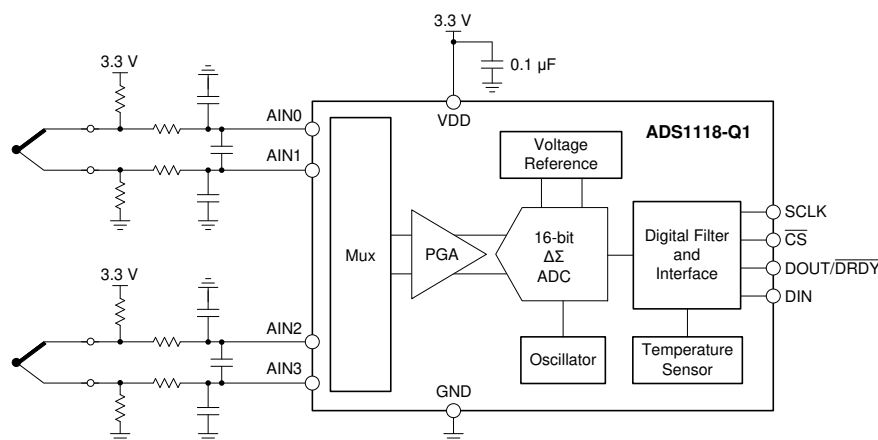 3.3 V
0.1 µF
VDD
ADS1118-Q1
3.3 V
AIN0
AIN1
Mux
PGA
Voltage
Reference
16-bit
ΔΣ
ADC
Digital Filter
and
Interface
SCLK
CS
DOUT/DRDY
DIN
3.3 V
AIN2
AIN3
Oscillator
Temperature
Sensor
GND